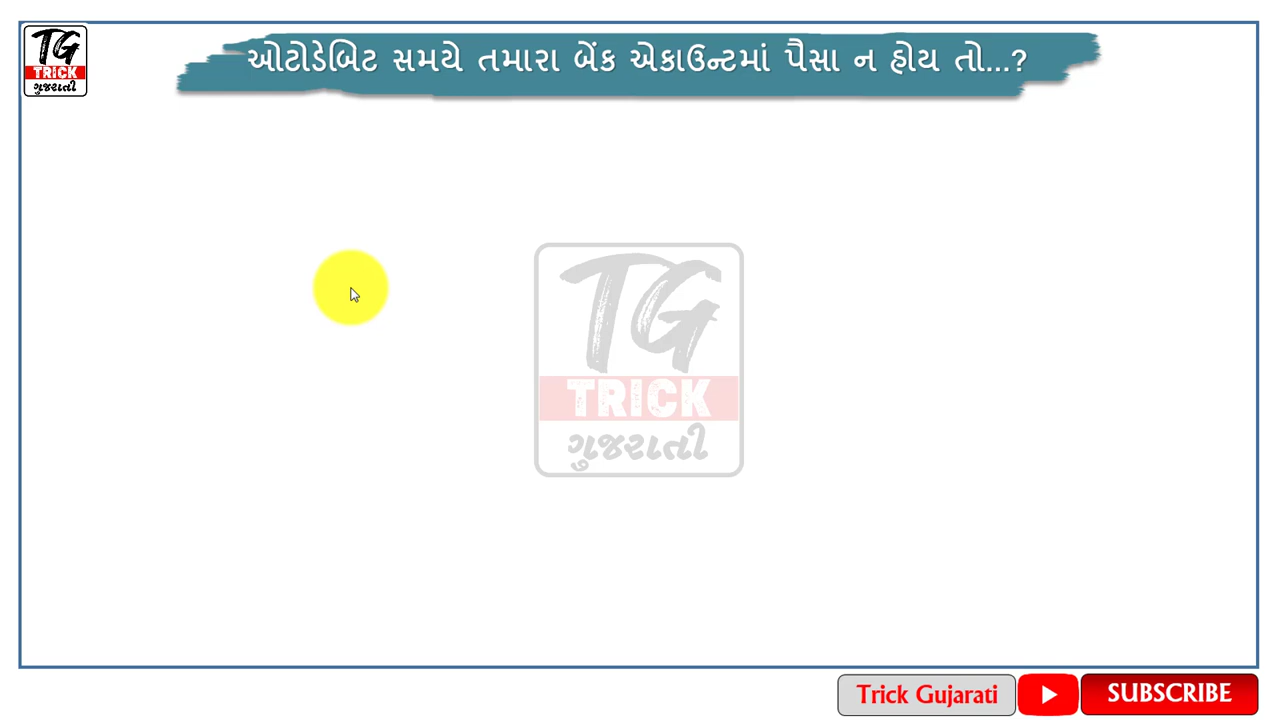 TG
TRICK
ગુજરાતી
ઓટોડેબિટ સમયે તમારા બેંક એકાઉન્ટમાં પૈસા ન હોય તો...?
TG
TRICK
ગુજરાતી
Trick Gujarati
SUBSCRIBE